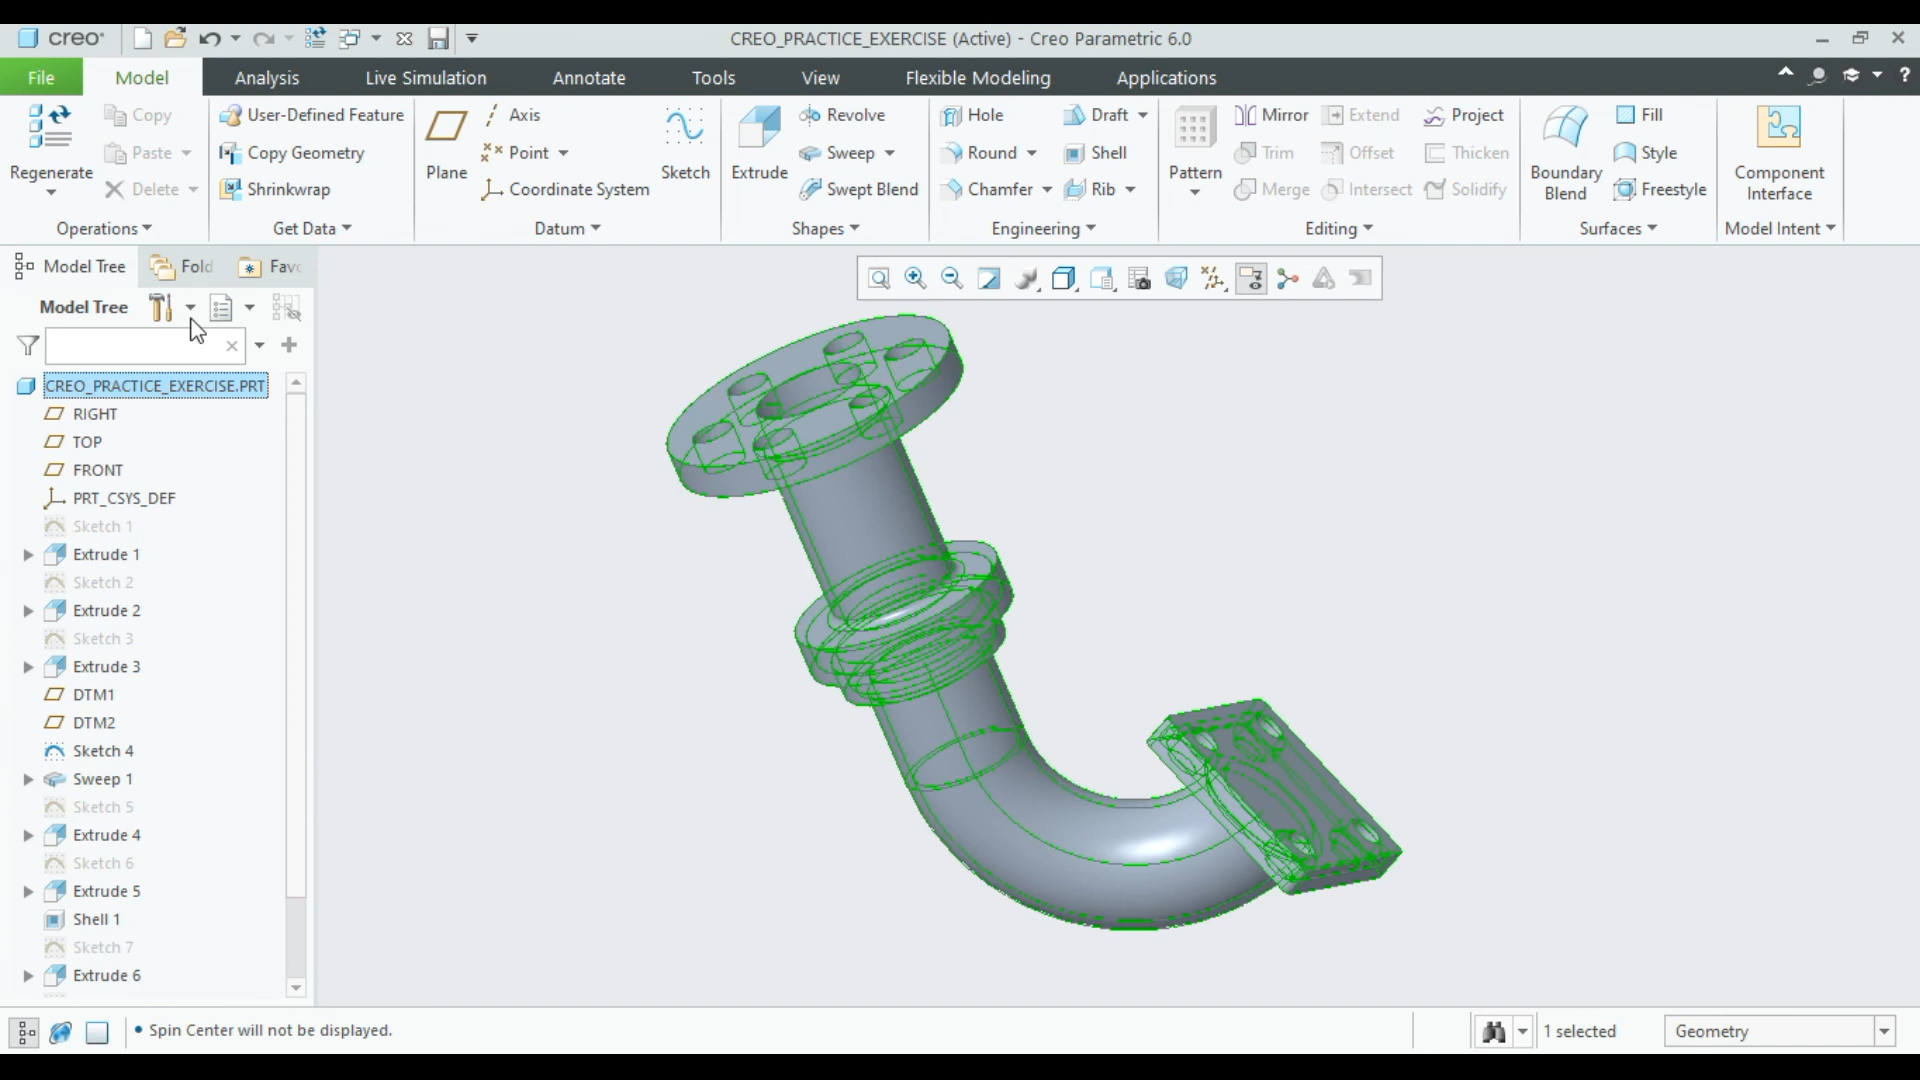 creo
CREO_PRACTICE_EXERCISE (Active) - Creo Parametric 6.0
File Model Analysis Live Simulation Annotate Tools View Flexible Modeling Applications
Regenerate
Copy
Paste
Delete
Operations
User-Defined Feature
Copy Geometry
Shrinkwrap
Get Data
Plane
Axis
Point
Coordinate System
Sketch
Datum
Extrude
Revolve
Sweep
Swept Blend
Shapes
Hole
Round
Chamfer
Draft
Shell
Rib
Engineering
Pattern
Mirror
Trim
Merge
Extend
Offset
Intersect
Project
Thicken
Solidify
Editing
Boundary
Blend
Fill
Style
Freestyle
Surfaces
Component
Interface
Model Intent
Model Tree Fold Favo
Model Tree
CREO_PRACTICE_EXERCISE.PRT
RIGHT
TOP
FRONT
PRT_CSYS_DEF
Sketch 1
Extrude 1
Sketch 2
Extrude 2
Sketch 3
Extrude 3
DTM1
DTM2
Sketch 4
Sweep 1
Sketch 5
Extrude 4
Sketch 6
Extrude 5
Shell 1
Sketch 7
Extrude 6
• Spin Center will not be displayed.
1 selected
Geometry